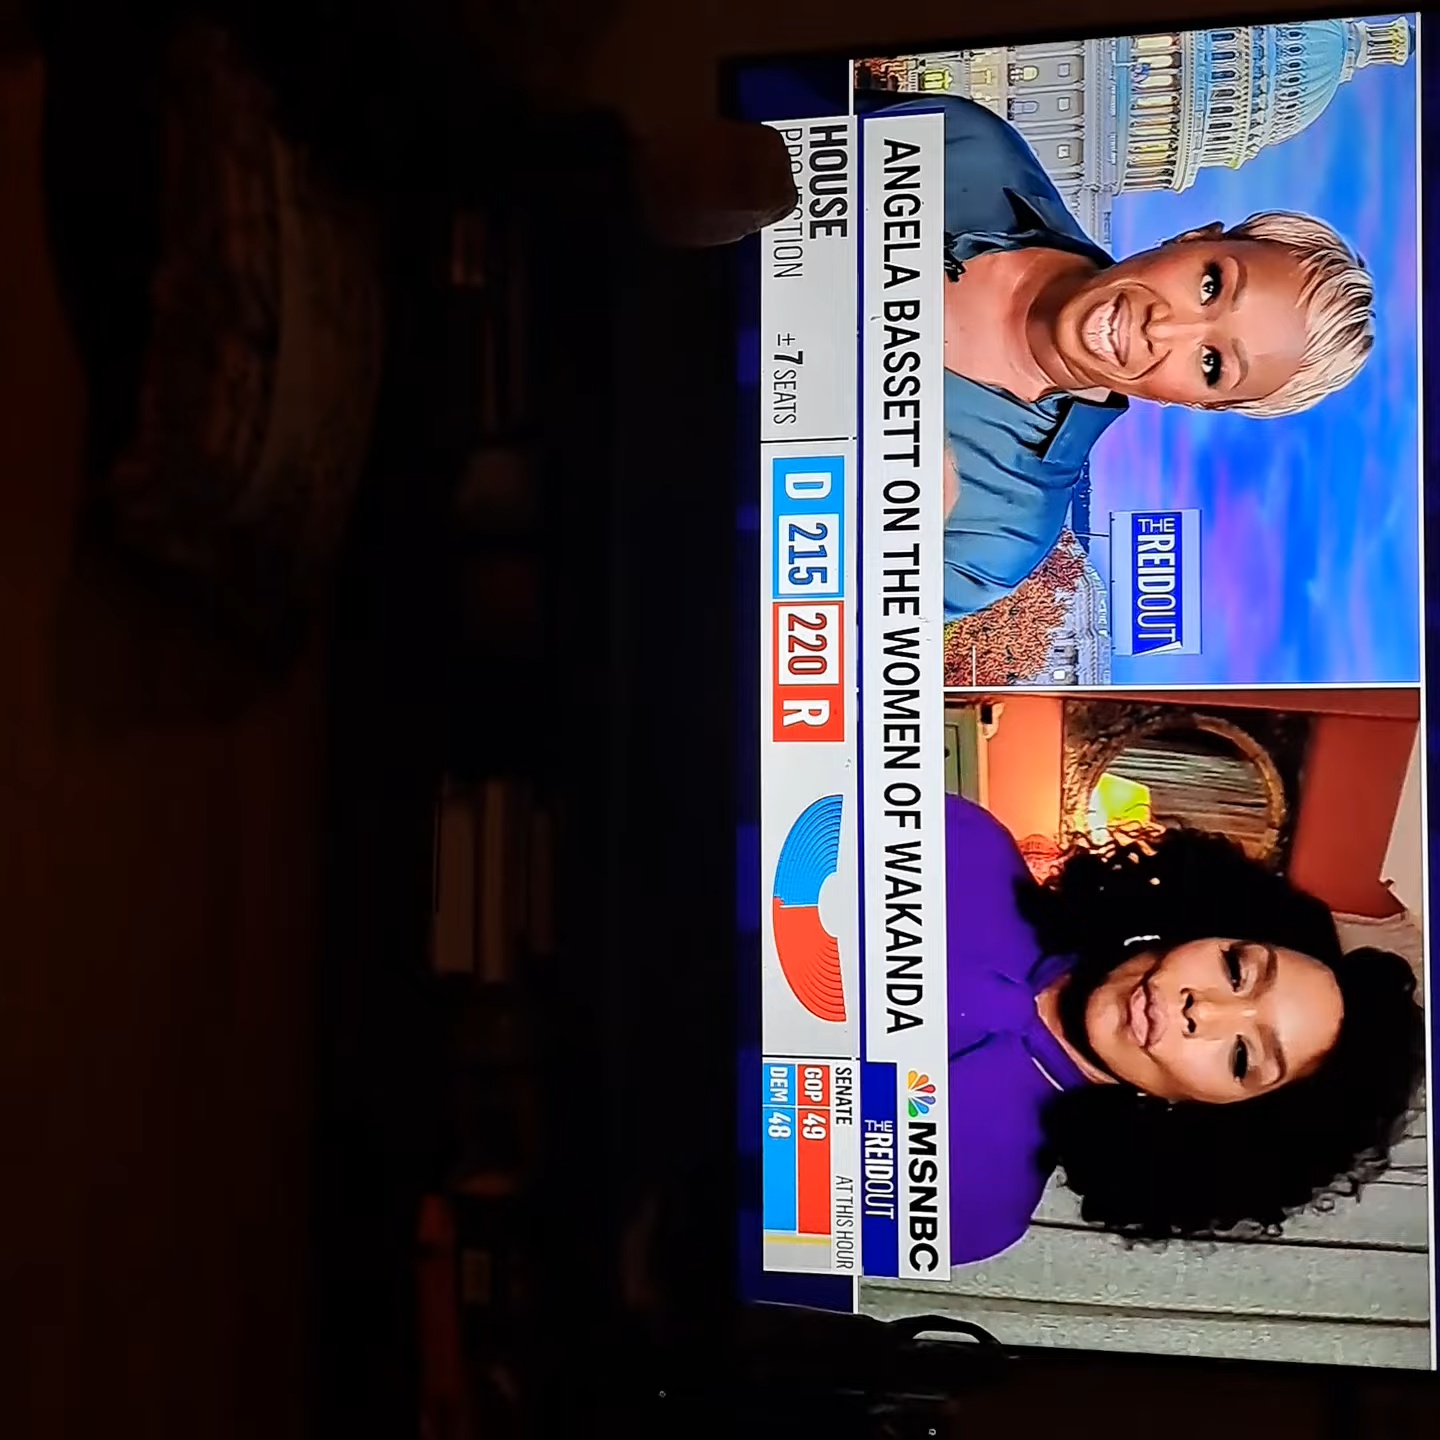 THE
REIDOUT
ANGELA BASSETT ON THE WOMEN OF WAKANDA
MSNBC
THE REIDOUT
HOUSE
PROJECTION
±7 SEATS
D 215 220 R
SENATE AT THIS HOUR
GOP 49
DEM 48